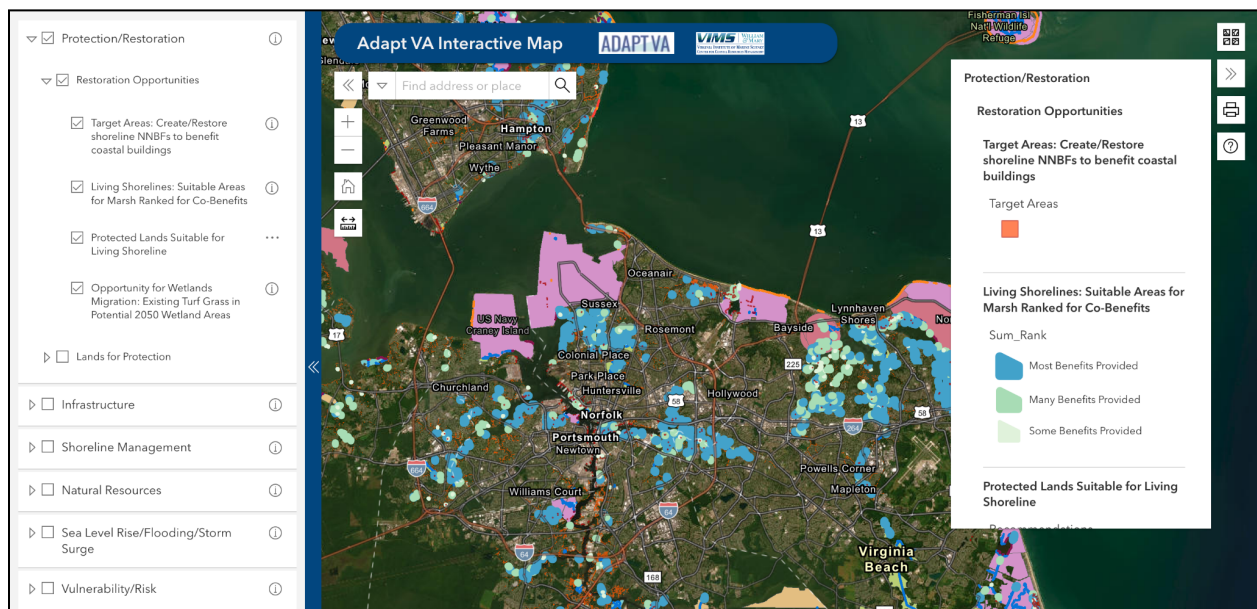 Protection/Restoration
Restoration Opportunities
Target Areas: Create/Restore
shoreline NNBFs to benefit
coastal buildings
Living Shorelines: Suitable Areas
for Marsh Ranked for Co-Benefits
Protected Lands Suitable for
Living Shoreline
Opportunity for Wetlands
Migration: Existing Turf Grass in
Potential 2050 Wetland Areas
Lands for Protection
Infrastructure
Shoreline Management
Natural Resources
Sea Level Rise/Flooding/Storm
Surge
Vulnerability/Risk
Adapt VA Interactive Map
ADAPTVA
VIMS
WILLIAM
& MARY
Find address or place
Fisherman Isl
Nat'l Wildlife
Refuge
13
Greenwood
Farms
Hampton
Pleasant Manor
Wythe
664
13
Oceanair
Sussex
US Navy
Craney Island
17
Rosemont
Bayside
Lynnhaven
Shores
No
Colonial Place
225
Park Place
Huntersville
Churchland
58
Hollywood
Norfolk
58
264
Portsmouth
Newtown
664
Powells Corner
Mapleton
Williams Court
64
64
Virginia
Beach
168
Protection/Restoration
Restoration Opportunities
Target Areas: Create/Restore
shoreline NNBFs to benefit coastal
buildings
Target Areas
Living Shorelines: Suitable Areas for
Marsh Ranked for Co-Benefits
Sum_Rank
Most Benefits Provided
Many Benefits Provided
Some Benefits Provided
Protected Lands Suitable for Living
Shoreline
Recommendations